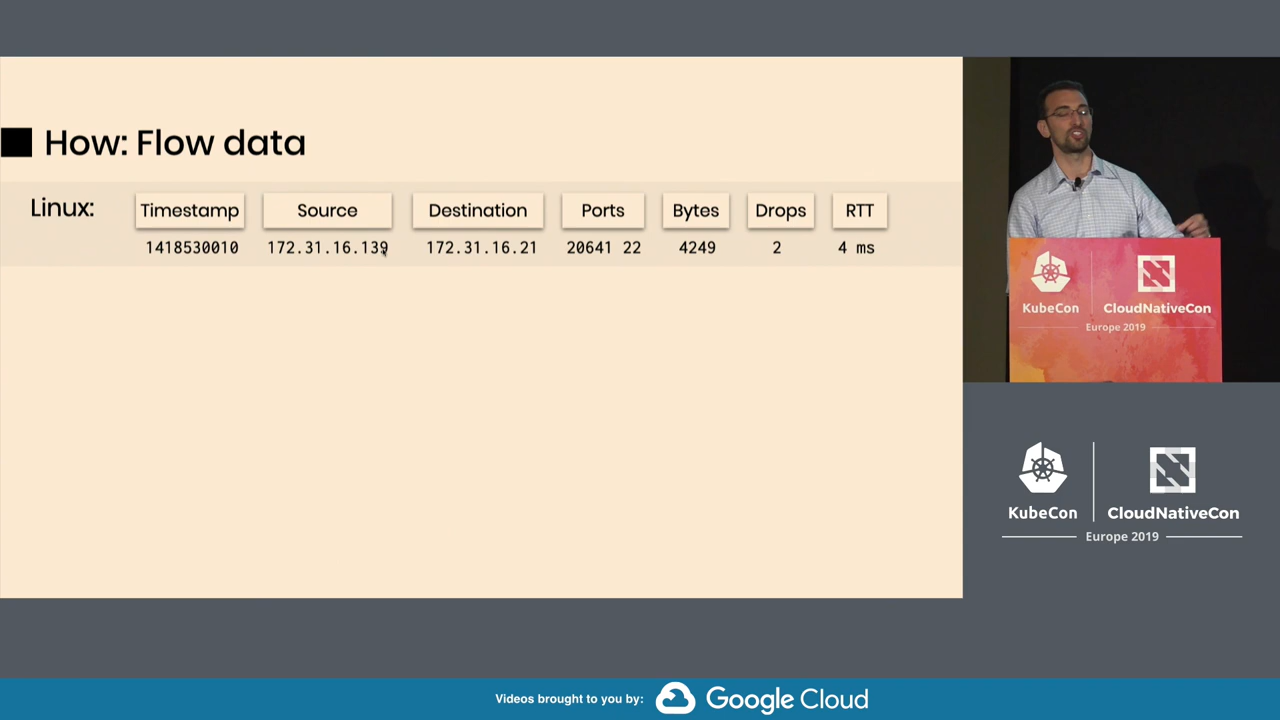 How: Flow data
Linux: Timestamp Source Destination Ports Bytes Drops RTT
1418530010 172.31.16.139 172.31.16.21 20641 22 4249 2 4 ms
KubeCon CloudNativeCon
Europe 2019
KubeCon CloudNativeCon
Europe 2019
Videos brought to you by: Google Cloud